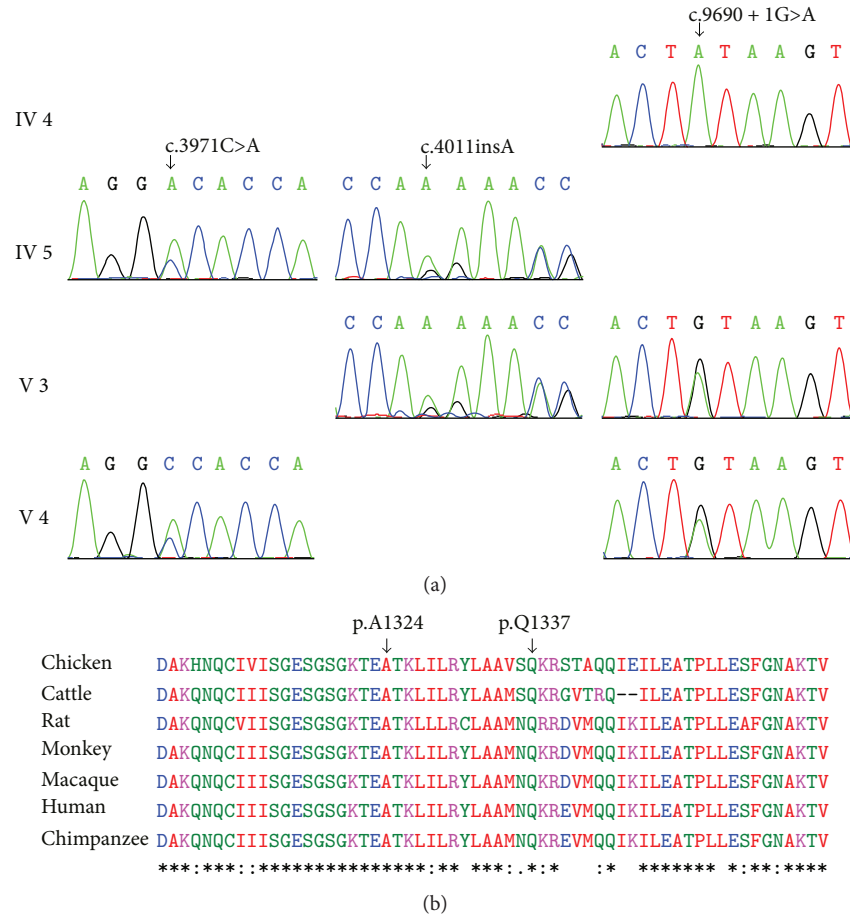 c.9690 + 1G>A
A C T A T A A G T
IV 4
c.3971C>A
c.4011insA
A G G A C A C C A
C C A A A A A C C
IV 5
C C A A A A A C C
A C T G T A A G T
V 3
A G G C C A C C A
A C T G T A A G T
V 4
(a)
p.A1324
p.Q1337
Chicken DAKHNQCIVISGESGSGKTEATKLILRYLAAVSQKRSTAQQIEILEATPLLESFGNAKTV
Cattle DAKQNQCIIISGESGSGKTEATKLILRYLAAMSQKRGVTRQ--ILEATPLLESFGNAKTV
Rat DAKQNQCVIISGESGSGKTEATKLLLRCLAAMNQRRDVMQQIKILEATPLLEAFGNAKTV
Monkey DAKQNQCIIISGESGSGKTEATKLILRYLAAMNQKRDVMQQIKILEATPLLESFGNAKTV
Macaque DAKQNQCIIISGESGSGKTEATKLILRYLAAMNQKRDVMQQIKILEATPLLESFGNAKTV
Human DAKQNQCIIISGESGSGKTEATKLILRYLAAMNQKREVMQQIKILEATPLLESFGNAKTV
Chimpanzee DAKQNQCIIISGESGSGKTEATKLILRYLAAMNQKREVMQQIKILEATPLLESFGNAKTV
***:***::**************:** ***:.*:*   :*  ******* *:*******
(b)